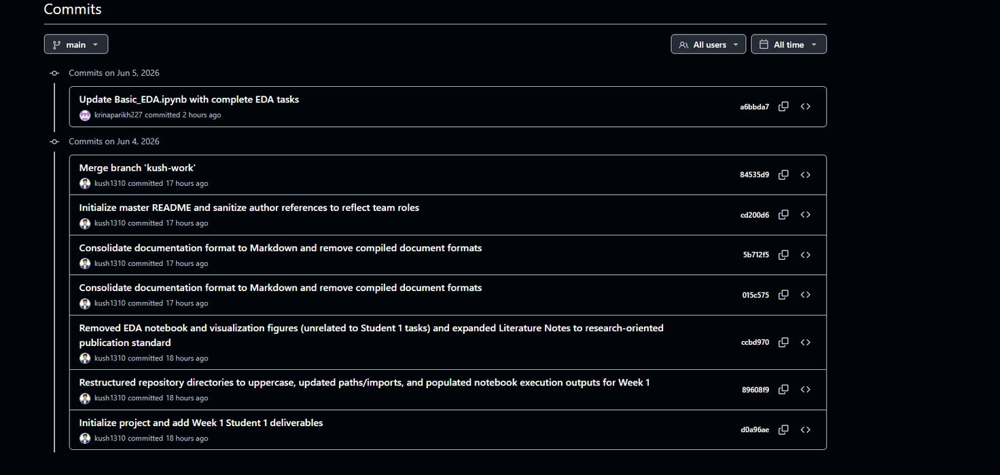 Commits
main
All users
All time
Commits on Jun 5, 2026
Update Basic_EDA.ipynb with complete EDA tasks
krinaparikh227 committed 2 hours ago
a6bbda7
Commits on Jun 4, 2026
Merge branch 'kush-work'
kush1310 committed 17 hours ago
84535d9
Initialize master README and sanitize author references to reflect team roles
kush1310 committed 17 hours ago
cd200d6
Consolidate documentation format to Markdown and remove compiled document formats
kush1310 committed 17 hours ago
5b712f5
Consolidate documentation format to Markdown and remove compiled document formats
kush1310 committed 17 hours ago
015c575
Removed EDA notebook and visualization figures (unrelated to Student 1 tasks) and expanded Literature Notes to research-oriented
publication standard
kush1310 committed 18 hours ago
ccbd970
Restructured repository directories to uppercase, updated paths/imports, and populated notebook execution outputs for Week 1
kush1310 committed 18 hours ago
89608f9
Initialize project and add Week 1 Student 1 deliverables
kush1310 committed 18 hours ago
d0a96ae